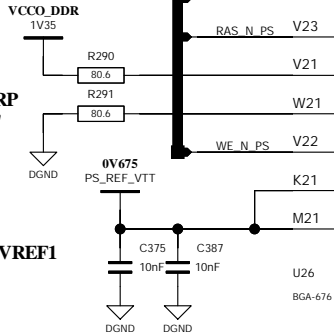 VCCO_DDR
1V35
RAS_N_PS
V23
R290
80.6
V21
R291
80.6
W21
RP
DGND
WE_N_PS
V22
0V675
PS_REF_VTT
K21
M21
VREF1
C375
10nF
C387
10nF
U26
BGA-676
DGND
DGND